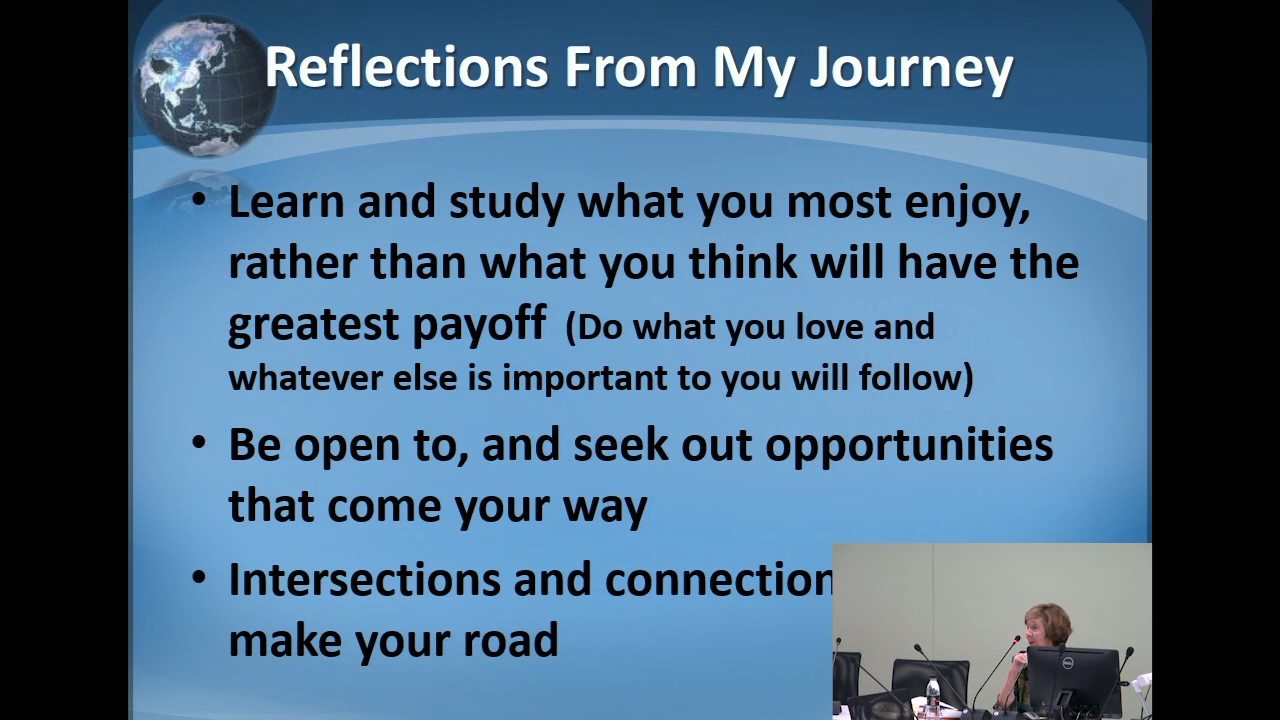 Reflections From My Journey
• Learn and study what you most enjoy,
rather than what you think will have the
greatest payoff (Do what you love and
whatever else is important to you will follow)
• Be open to, and seek out opportunities
that come your way
• Intersections and connection
make your road
DELL